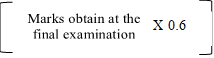 Marks obtain at the
final examination X 0.6